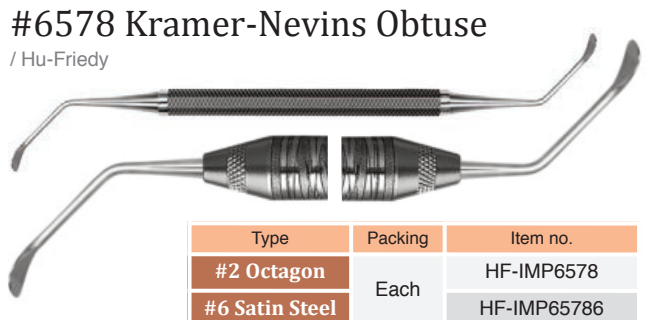 #6578 Kramer-Nevins Obtuse
/ Hu-Friedy
Type Packing Item no.
#2 Octagon Each HF-IMP6578
#6 Satin Steel HF-IMP65786